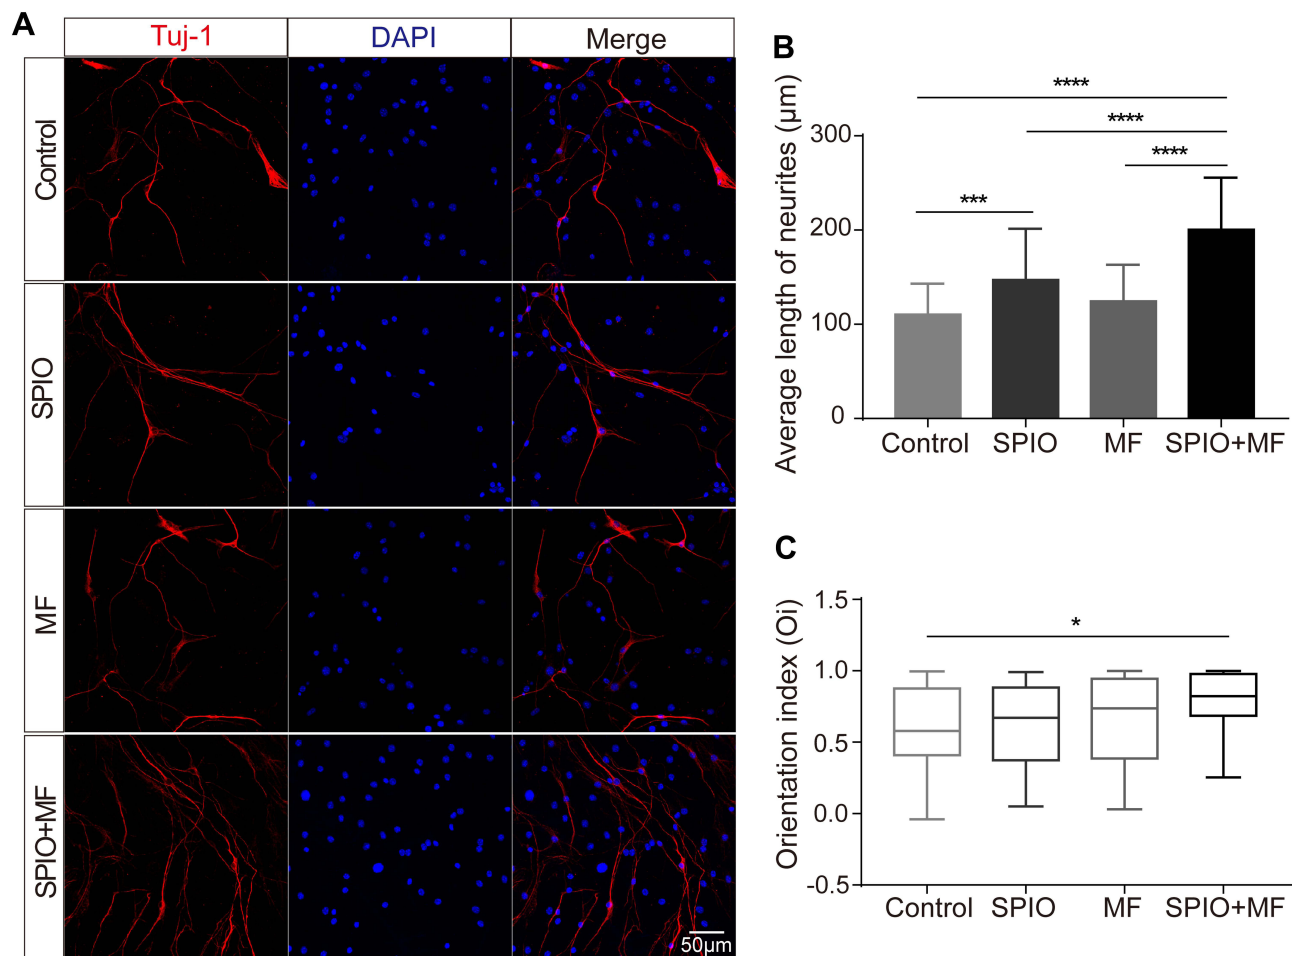 A
Tuj-1 DAPI Merge
Control
SPIO
MF
SPIO+MF
50μm
B
Average length of neurites (μm)
300
200
100
0
****
****
****
***
Control SPIO MF SPIO+MF
C
Orientation index (Oi)
1.5
1.0
0.5
0.0
-0.5
*
Control SPIO MF SPIO+MF